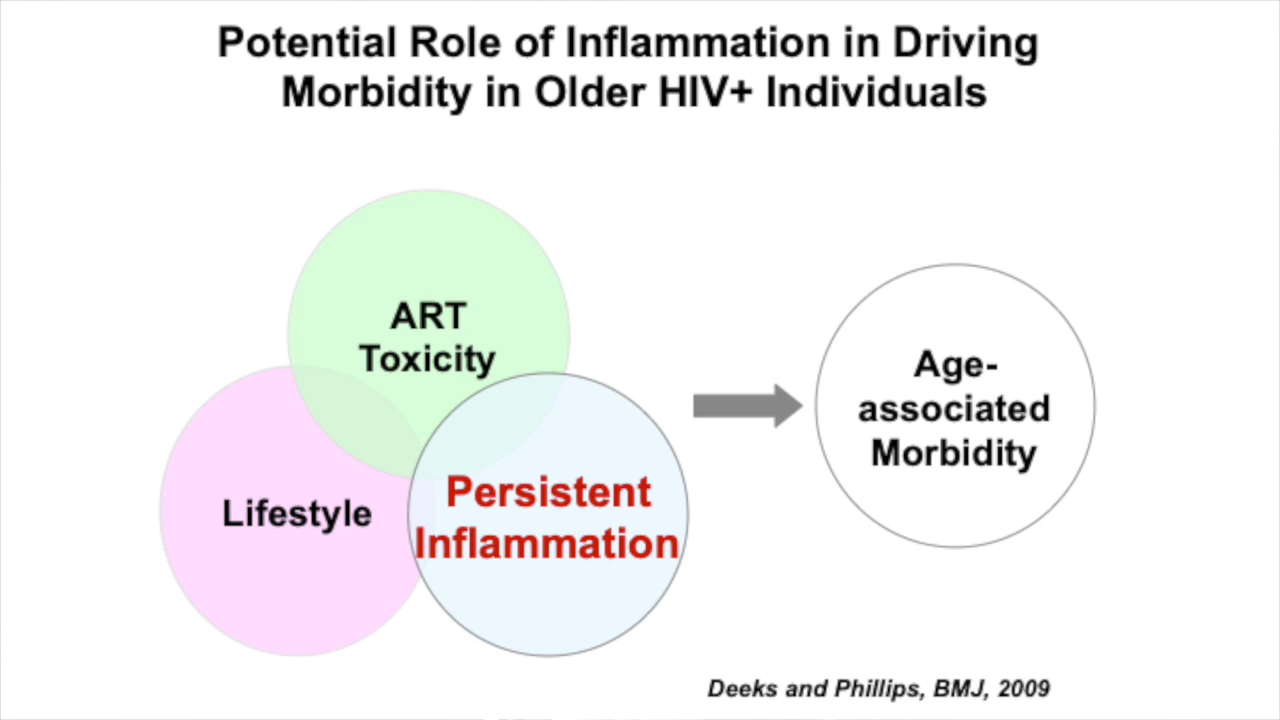 Potential Role of Inflammation in Driving
Morbidity in Older HIV+ Individuals
ART
Toxicity
Lifestyle
Persistent
Inflammation
Age-
associated
Morbidity
Deeks and Phillips, BMJ, 2009